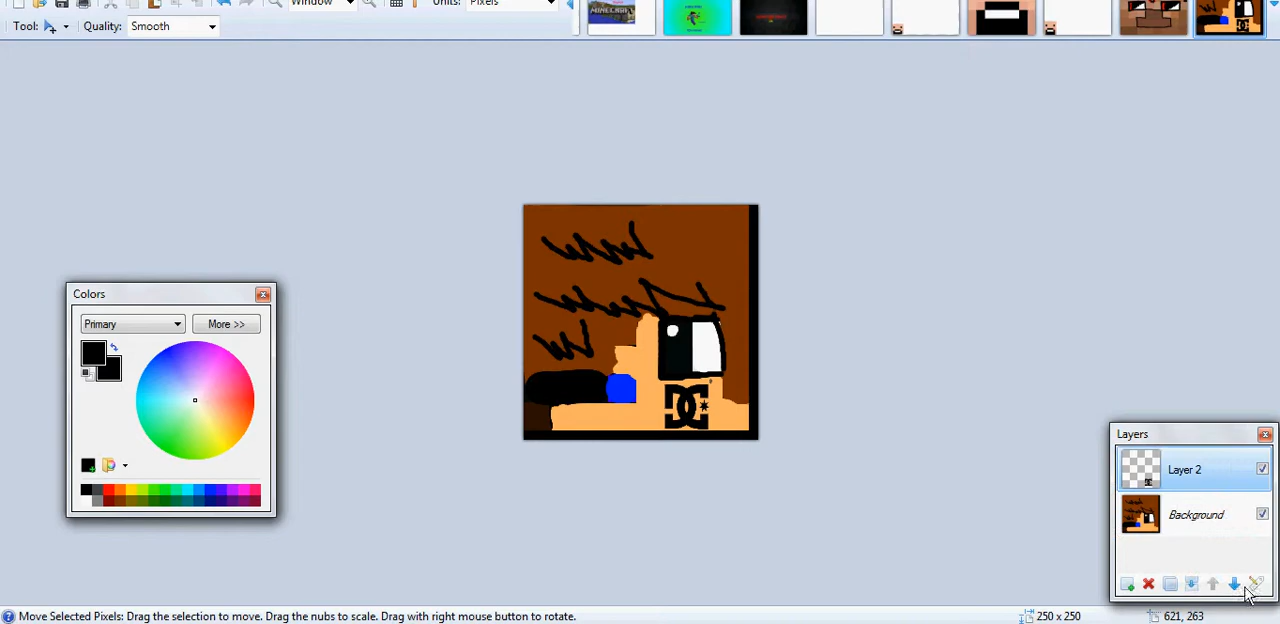 Window
Units: Pixels
MINECRAFT
Tool:
Quality: Smooth
Colors
Primary
More >>
DC
Layers
Layer 2
Background
Move Selected Pixels: Drag the selection to move. Drag the nubs to scale. Drag with right mouse button to rotate.
250 x 250
621, 263